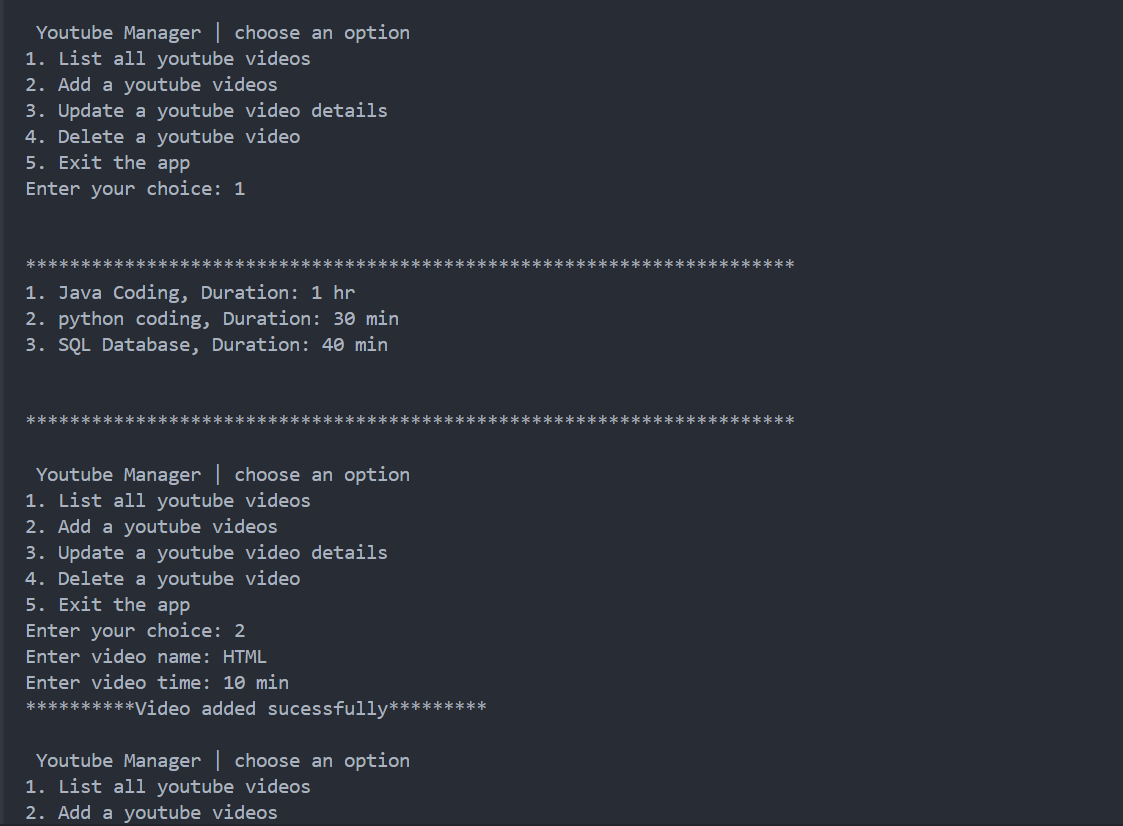 Youtube Manager | choose an option
1. List all youtube videos
2. Add a youtube videos
3. Update a youtube video details
4. Delete a youtube video
5. Exit the app
Enter your choice: 1
**********************************************************************
1. Java Coding, Duration: 1 hr
2. python coding, Duration: 30 min
3. SQL Database, Duration: 40 min
**********************************************************************
Youtube Manager | choose an option
1. List all youtube videos
2. Add a youtube videos
3. Update a youtube video details
4. Delete a youtube video
5. Exit the app
Enter your choice: 2
Enter video name: HTML
Enter video time: 10 min
**********Video added sucessfully*********
Youtube Manager | choose an option
1. List all youtube videos
2. Add a youtube videos